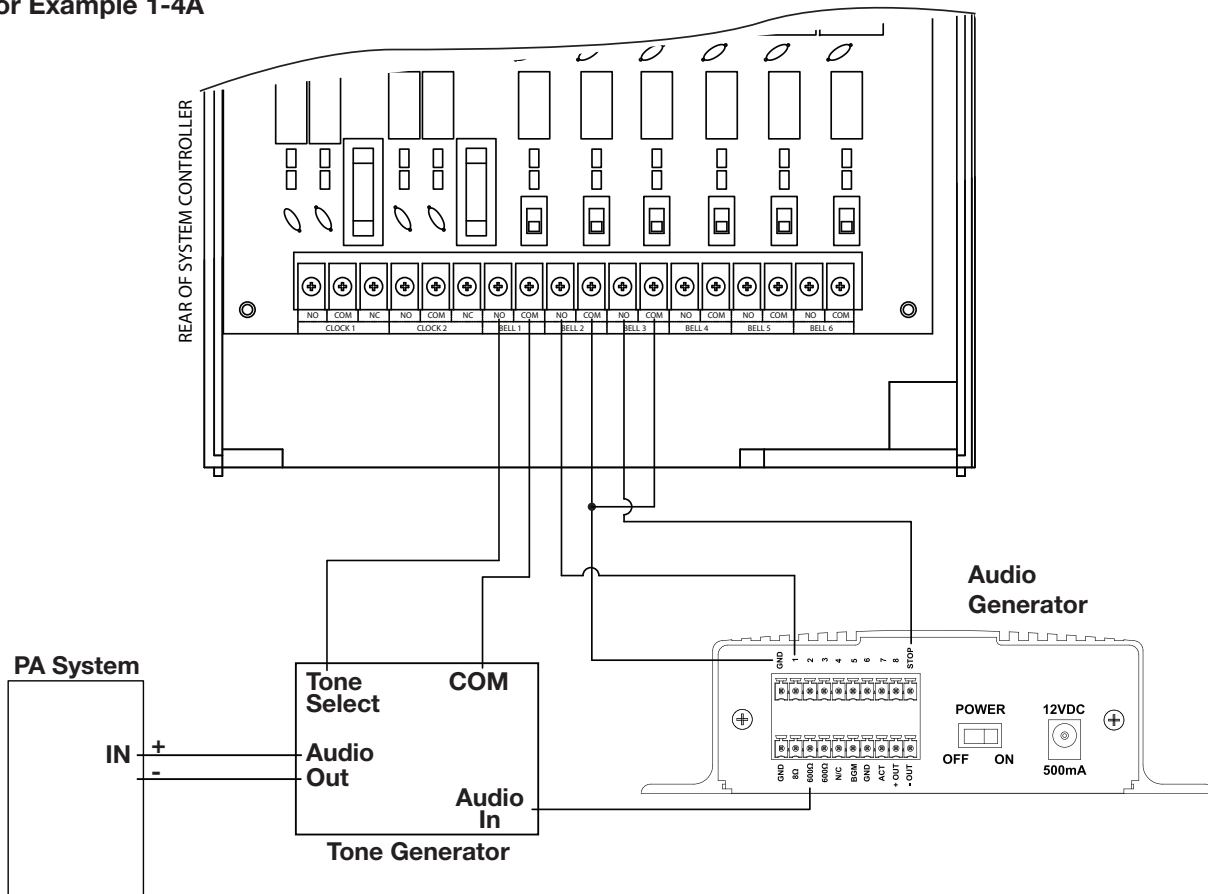 or Example 1-4A
REAR OF SYSTEM CONTROLLER
NO COM NC NO COM NC NO COM NO COM NO COM NO COM NO COM NO COM
CLOCK 1 CLOCK 2 BELL 1 BELL 2 BELL 3 BELL 4 BELL 5 BELL 6
Audio
Generator
GND 1 2 3 4 5 6 7 8 STOP
POWER
OFF ON
12VDC
500mA
GND 8Ω 600Ω 600Ω N/C BGM GND ACT + OUT - OUT
PA System
IN + -
Tone
Select
COM
Audio
Out
Audio
In
Tone Generator